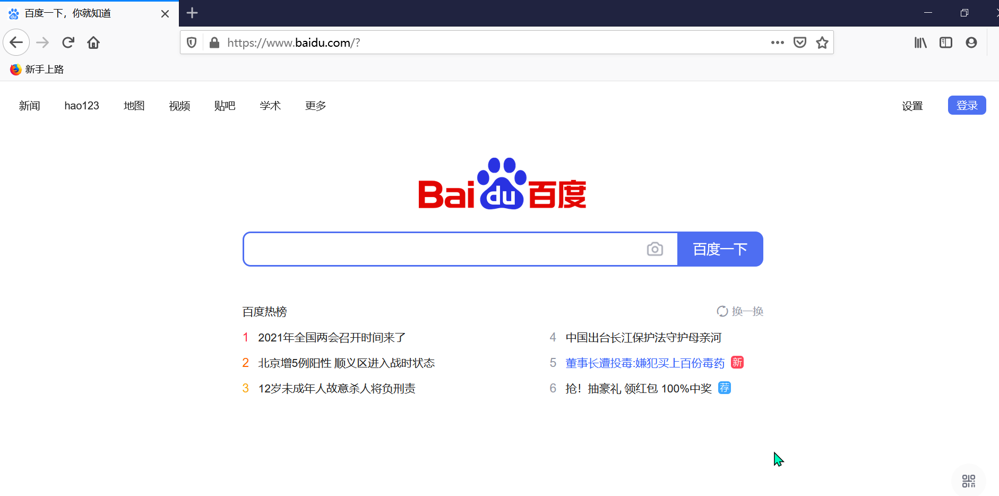 百度一下，你就知道
https://www.baidu.com/?
新手上路
新闻 hao123 地图 视频 贴吧 学术 更多 设置 登录
Bai du 百度
百度一下
百度热榜 换一换
1 2021年全国两会召开时间来了
2 北京增5例阳性 顺义区进入战时状态
3 12岁未成年人故意杀人将负刑责
4 中国出台长江保护法守护母亲河
5 董事长遭投毒:嫌犯买上百份毒药 新
6 抢！抽豪礼 领红包 100%中奖 荐